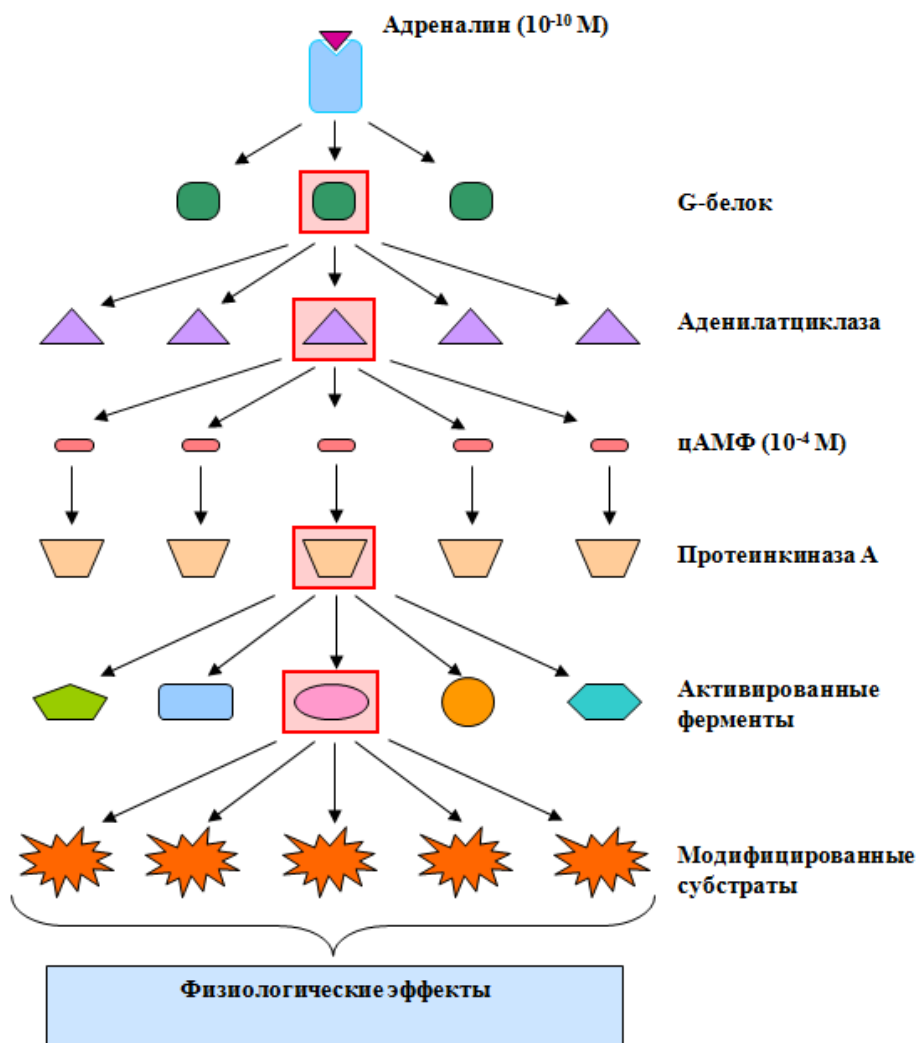 Адреналин (10⁻¹⁰ М)
G-белок
Аденилатциклаза
цАМФ (10⁻⁴ М)
Протеинкиназа А
Активированные
ферменты
Модифицированные
субстраты
Физиологические эффекты